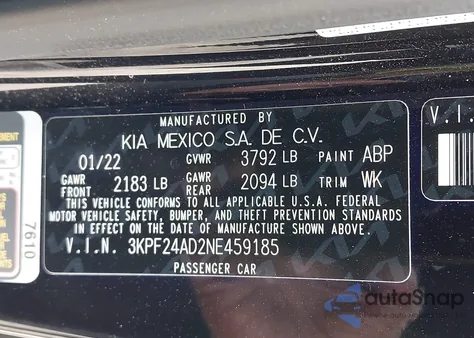 MANUFACTURED BY
KIA MEXICO S.A. DE C.V.
01/22 GVWR 3792 LB PAINT ABP
GAWR FRONT 2183 LB GAWR REAR 2094 LB TRIM WK
THIS VEHICLE CONFORMS TO ALL APPLICABLE U.S.A. FEDERAL
MOTOR VEHICLE SAFETY, BUMPER, AND THEFT PREVENTION STANDARDS
IN EFFECT ON THE DATE OF MANUFACTURE SHOWN ABOVE.
V.I.N. 3KPF24AD2NE459185
PASSENGER CAR
7610
V.I.
autoSnap